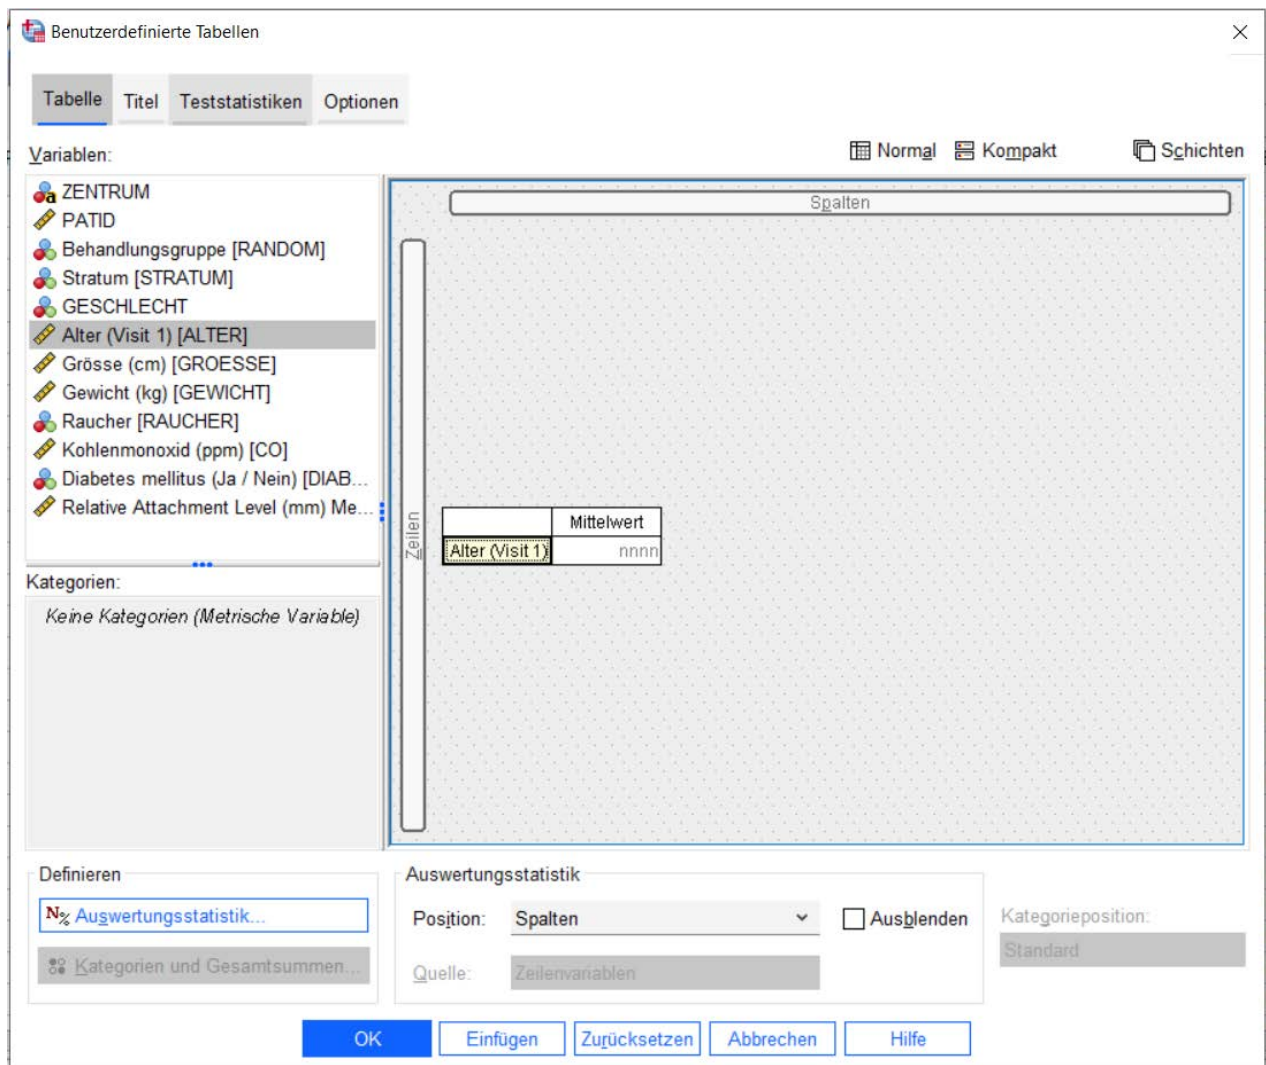 Benutzerdefinierte Tabellen
Tabelle Titel Teststatistiken Optionen
Variablen:
Normal Kompakt Schichten
ZENTRUM
PATID
Behandlungsgruppe [RANDOM]
Stratum [STRATUM]
GESCHLECHT
Alter (Visit 1) [ALTER]
Grösse (cm) [GROESSE]
Gewicht (kg) [GEWICHT]
Raucher [RAUCHER]
Kohlenmonoxid (ppm) [CO]
Diabetes mellitus (Ja / Nein) [DIAB...
Relative Attachment Level (mm) Me...
Spalten
Zeilen
Mittelwert
Alter (Visit 1) nnnn
Kategorien:
Keine Kategorien (Metrische Variable)
Definieren
N% Auswertungsstatistik...
Kategorien und Gesamtsummen...
Auswertungsstatistik
Position: Spalten Ausblenden
Quelle: Zeilenvariablen
Kategorieposition:
Standard
OK Einfügen Zurücksetzen Abbrechen Hilfe